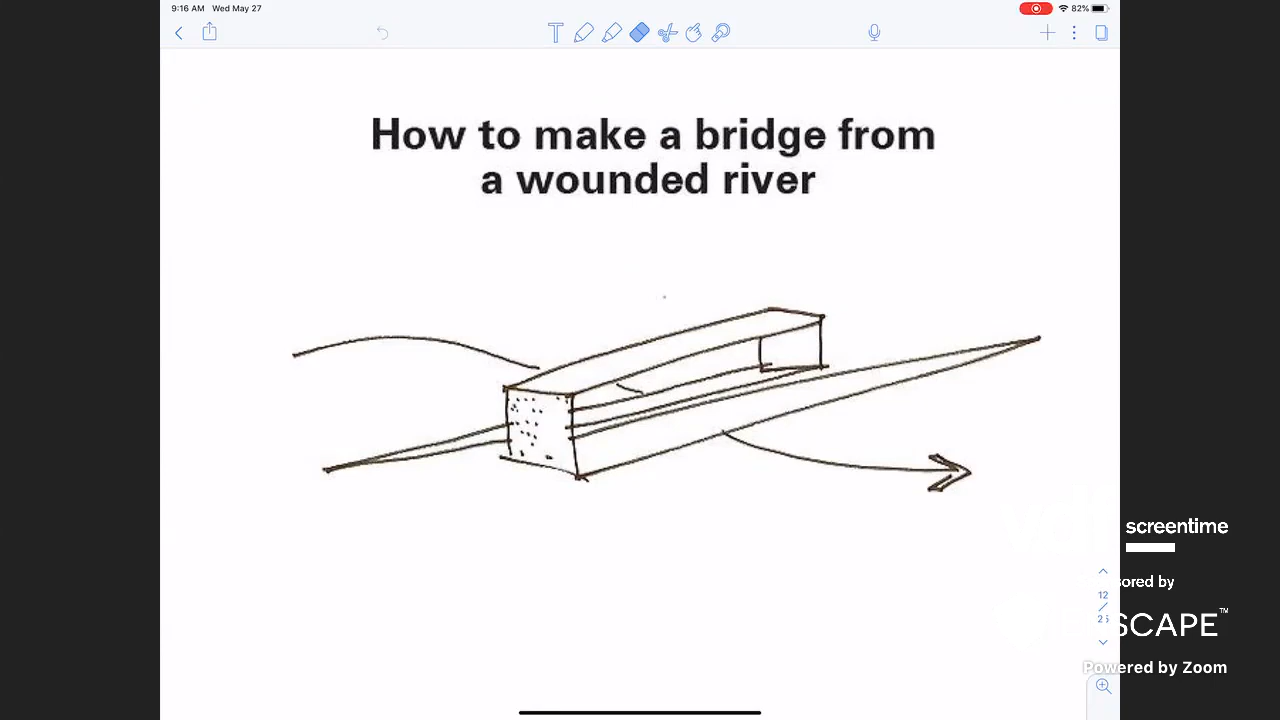 9:16 AM Wed May 27
82%
How to make a bridge from
a wounded river
screentime
ored by
12
SCAPE™
Powered by Zoom